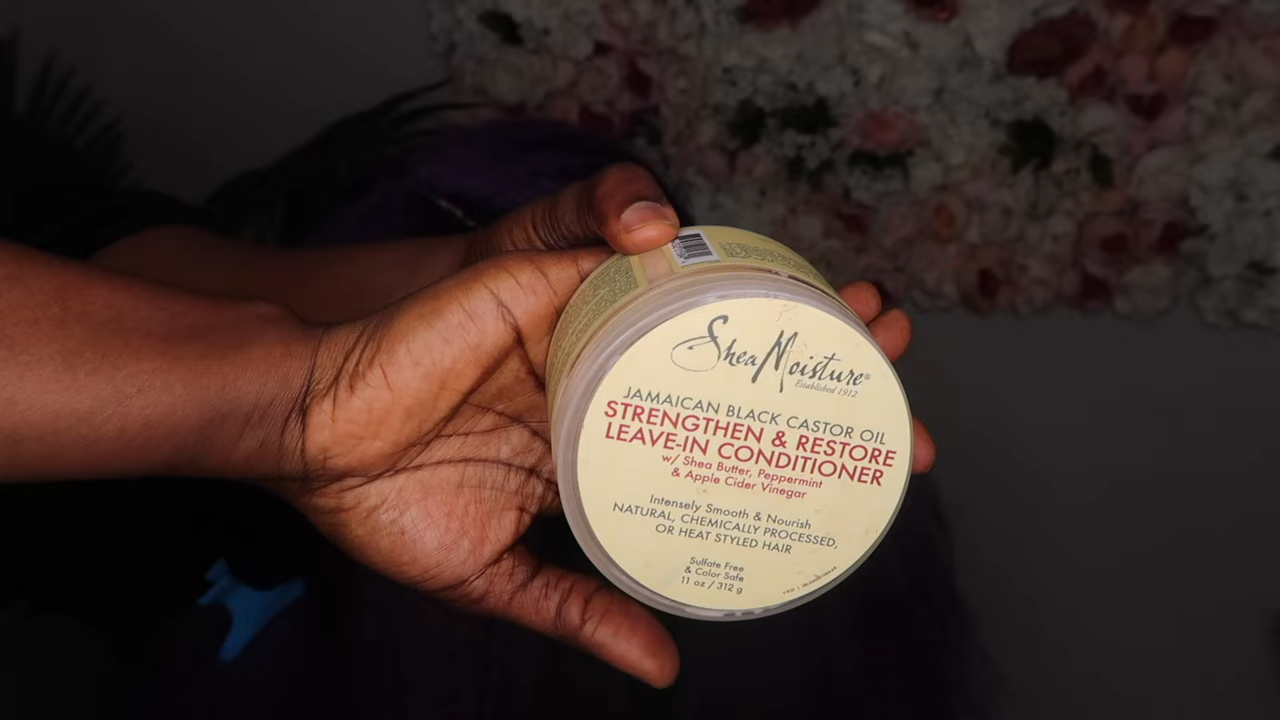 SheaMoisture®
Established 1912
JAMAICAN BLACK CASTOR OIL
STRENGTHEN & RESTORE
LEAVE-IN CONDITIONER
w/ Shea Butter, Peppermint
& Apple Cider Vinegar
Intensely Smooth & Nourish
NATURAL, CHEMICALLY PROCESSED,
OR HEAT STYLED HAIR
Sulfate Free
& Color Safe
11 oz / 312 g